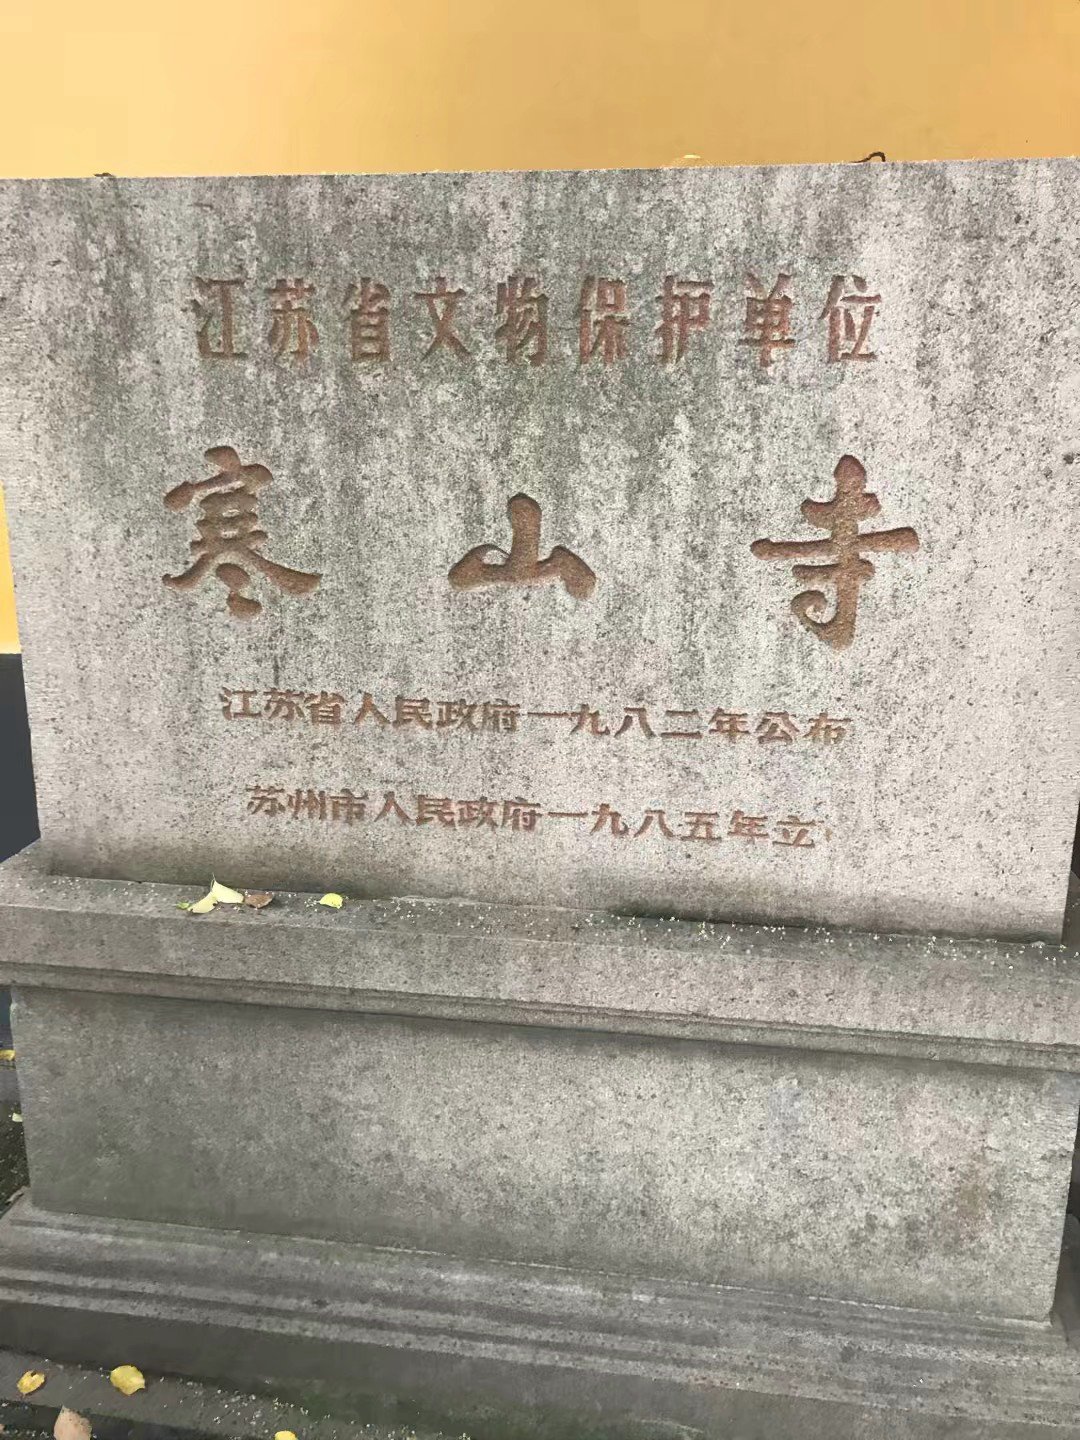 江苏省文物保护单位
寒山寺
江苏省人民政府一九八二年公布
苏州市人民政府一九八五年立